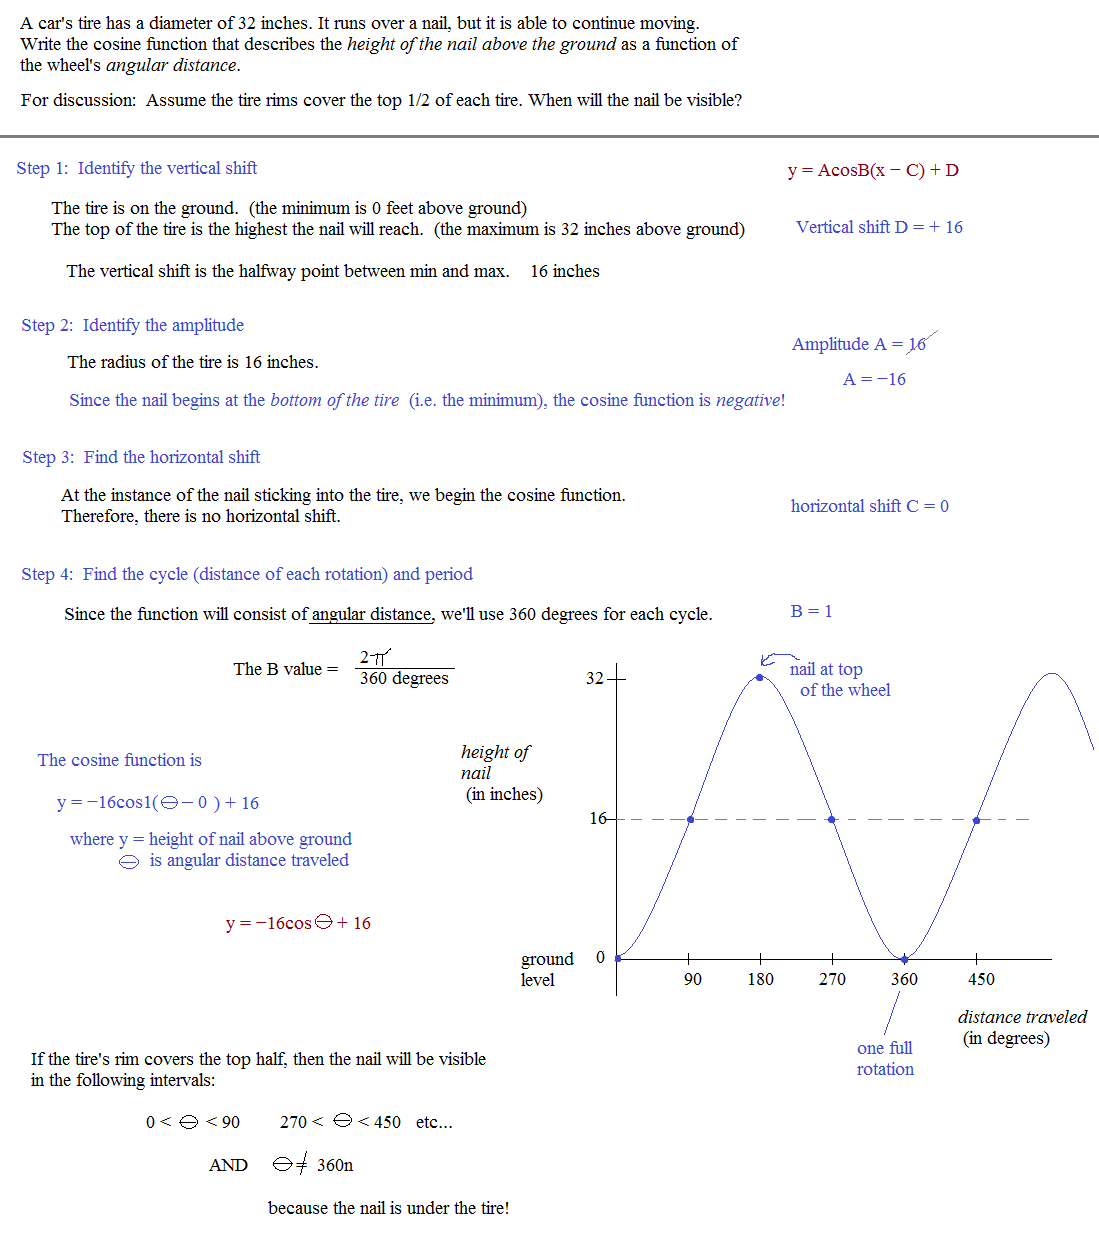 A car's tire has a diameter of 32 inches. It runs over a nail, but it is able to continue moving.
Write the cosine function that describes the height of the nail above the ground as a function of
the wheel's angular distance.
For discussion: Assume the tire rims cover the top 1/2 of each tire. When will the nail be visible?
Step 1: Identify the vertical shift
y = AcosB(x − C) + D
The tire is on the ground. (the minimum is 0 feet above ground)
The top of the tire is the highest the nail will reach. (the maximum is 32 inches above ground)
Vertical shift D = + 16
The vertical shift is the halfway point between min and max. 16 inches
Step 2: Identify the amplitude
Amplitude A = 16
The radius of the tire is 16 inches.
A = −16
Since the nail begins at the bottom of the tire (i.e. the minimum), the cosine function is negative!
Step 3: Find the horizontal shift
At the instance of the nail sticking into the tire, we begin the cosine function.
Therefore, there is no horizontal shift.
horizontal shift C = 0
Step 4: Find the cycle (distance of each rotation) and period
Since the function will consist of angular distance, we'll use 360 degrees for each cycle.
B = 1
The B value = 2π
360 degrees
The cosine function is
y = −16cos1(⊖ − 0 ) + 16
where y = height of nail above ground
⊖ is angular distance traveled
y = −16cos⊖ + 16
nail at top
of the wheel
32
height of
nail
(in inches)
16
0
ground
level
90 180 270 360 450
distance traveled
(in degrees)
one full
rotation
If the tire's rim covers the top half, then the nail will be visible
in the following intervals:
0 < ⊖ < 90 270 < ⊖ < 450 etc...
AND ⊖ ≠ 360n
because the nail is under the tire!